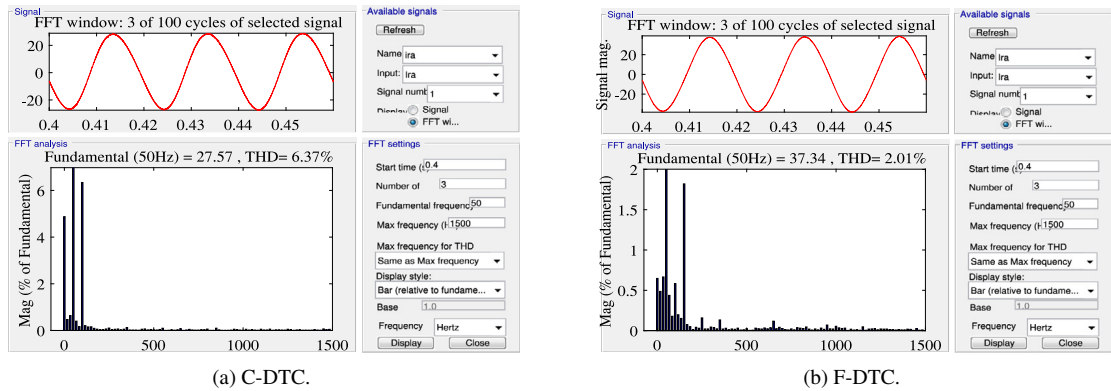 Signal
FFT window: 3 of 100 cycles of selected signal
20
0
-20
0.4 0.41 0.42 0.43 0.44 0.45
Available signals
Refresh
Name Ira
Input: Ira
Signal numb 1
Display Signal
FFT wi...
FFT analysis
Fundamental (50Hz) = 27.57 , THD= 6.37%
Mag (% of Fundamental)
6
4
2
0
0 500 1000 1500
FFT settings
Start time ( 0.4
Number of 3
Fundamental frequency 50
Max frequency (H 1500
Max frequency for THD
Same as Max frequency
Display style:
Bar (relative to fundame...
Base 1.0
Frequency Hertz
Display Close
(a) C-DTC.
Signal
FFT window: 3 of 100 cycles of selected signal
Signal mag.
20
0
-20
0.4 0.41 0.42 0.43 0.44 0.45
Available signals
Refresh
Name Ira
Input: Ira
Signal numb 1
Display Signal
FFT wi...
FFT analysis
Fundamental (50Hz) = 37.34 , THD= 2.01%
Mag (% of Fundamental)
2
1.5
1
0.5
0
0 500 1000 1500
FFT settings
Start time ( 0.4
Number of 3
Fundamental frequency 50
Max frequency (H 1500
Max frequency for THD
Same as Max frequency
Display style:
Bar (relative to fundame...
Base 1.0
Frequency Hertz
Display Close
(b) F-DTC.